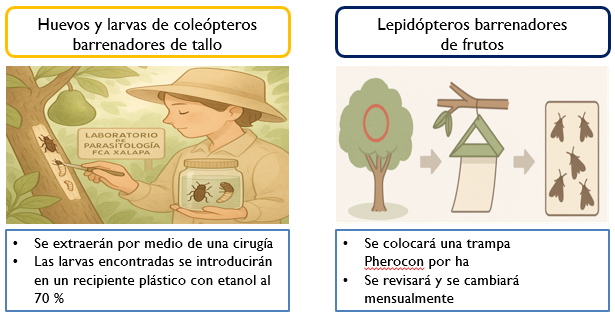 Huevos y larvas de coleópteros
barrenadores de tallo
LABORATORIO
DE
PARASITOLOGÍA
FCA XALAPA
• Se extraerán por medio de una cirugía
• Las larvas encontradas se introducirán
en un recipiente plástico con etanol al
70 %
Lepidópteros barrenadores
de frutos
• Se colocará una trampa
Pherocon por ha
• Se revisará y se cambiará
mensualmente